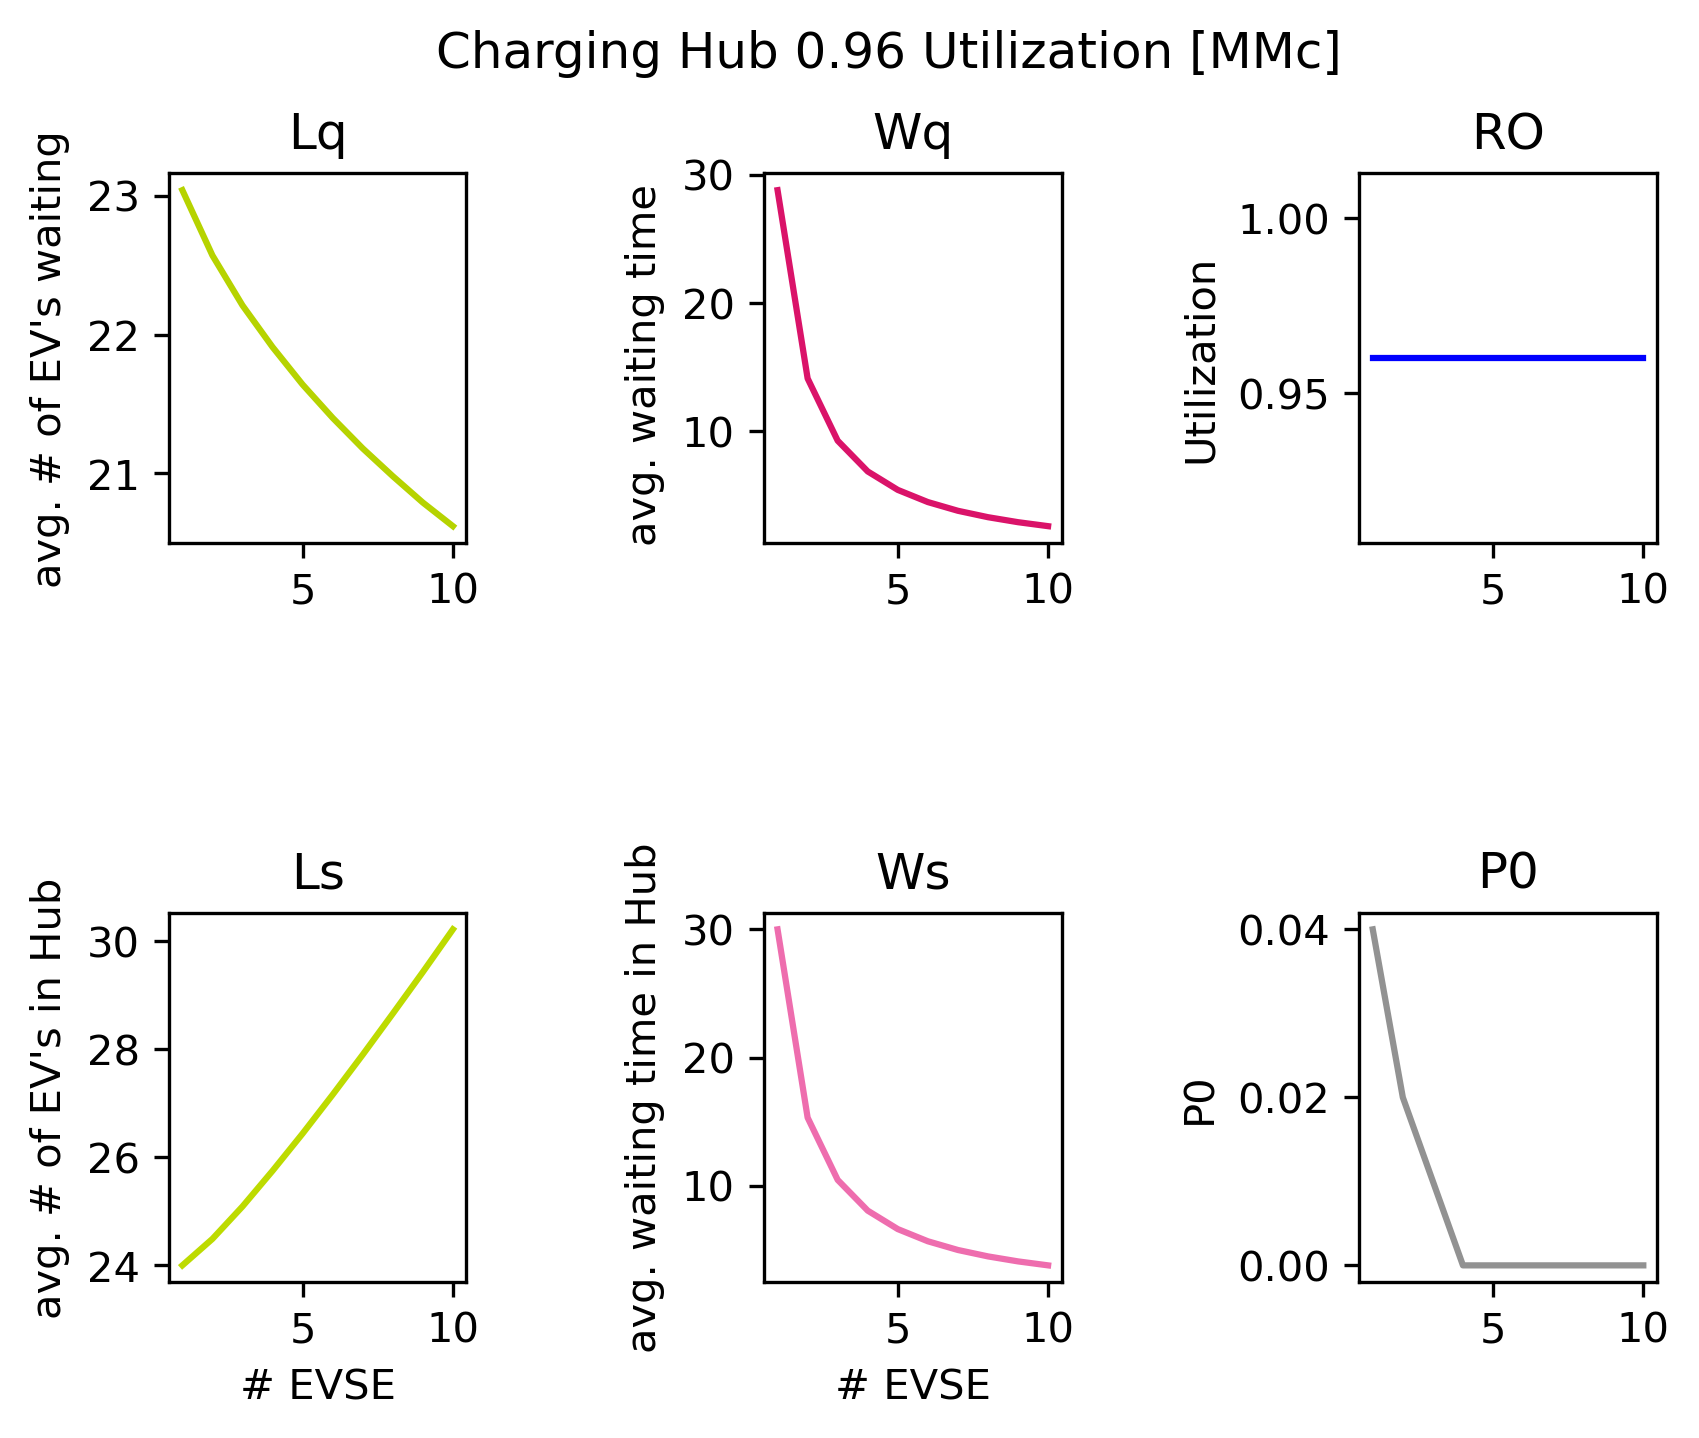 Charging Hub 0.96 Utilization [MMc]
Lq
avg. # of EV's waiting
23
22
21
5 10
Wq
avg. waiting time
30
20
10
5 10
RO
Utilization
1.00
0.95
5 10
Ls
avg. # of EV's in Hub
30
28
26
24
5 10
# EVSE
Ws
avg. waiting time in Hub
30
20
10
5 10
# EVSE
P0
P0
0.04
0.02
0.00
5 10